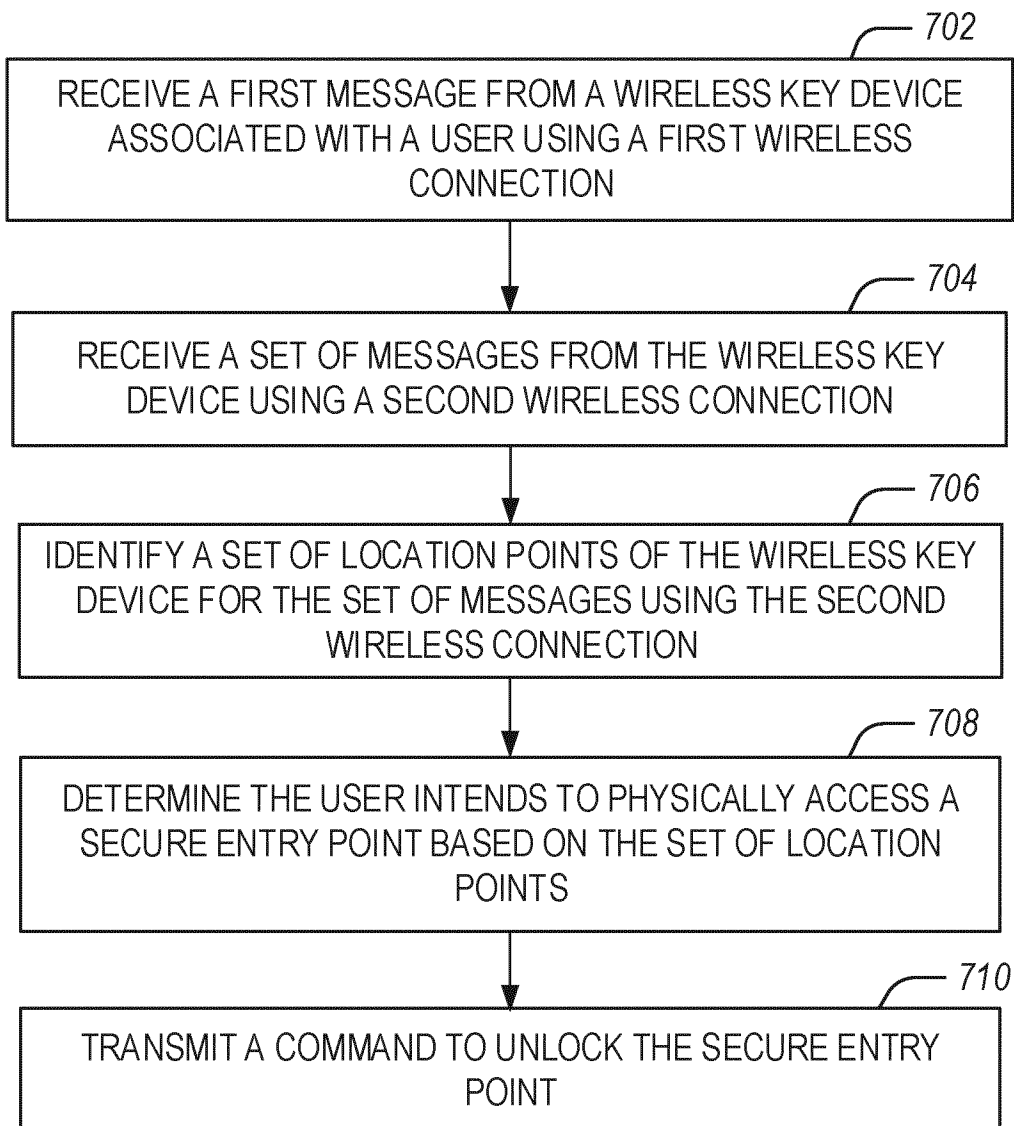 702
RECEIVE A FIRST MESSAGE FROM A WIRELESS KEY DEVICE
ASSOCIATED WITH A USER USING A FIRST WIRELESS
CONNECTION
704
RECEIVE A SET OF MESSAGES FROM THE WIRELESS KEY
DEVICE USING A SECOND WIRELESS CONNECTION
706
IDENTIFY A SET OF LOCATION POINTS OF THE WIRELESS KEY
DEVICE FOR THE SET OF MESSAGES USING THE SECOND
WIRELESS CONNECTION
708
DETERMINE THE USER INTENDS TO PHYSICALLY ACCESS A
SECURE ENTRY POINT BASED ON THE SET OF LOCATION
POINTS
710
TRANSMIT A COMMAND TO UNLOCK THE SECURE ENTRY
POINT